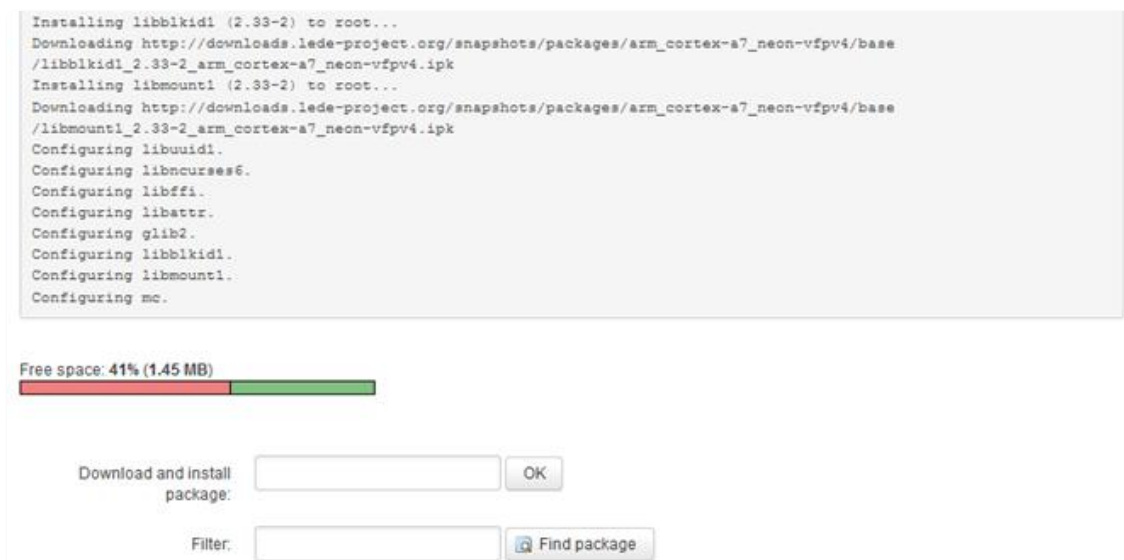 Installing libblkid1 (2.33-2) to root...
Downloading http://downloads.lede-project.org/snapshots/packages/arm_cortex-a7_neon-vfpv4/base
/libblkid1_2.33-2_arm_cortex-a7_neon-vfpv4.ipk
Installing libmount1 (2.33-2) to root...
Downloading http://downloads.lede-project.org/snapshots/packages/arm_cortex-a7_neon-vfpv4/base
/libmount1_2.33-2_arm_cortex-a7_neon-vfpv4.ipk
Configuring libuuid1.
Configuring libncurses6.
Configuring libffi.
Configuring libattr.
Configuring glib2.
Configuring libblkid1.
Configuring libmount1.
Configuring mc.
Free space: 41% (1.45 MB)
Download and install
package:
OK
Filter:
Find package